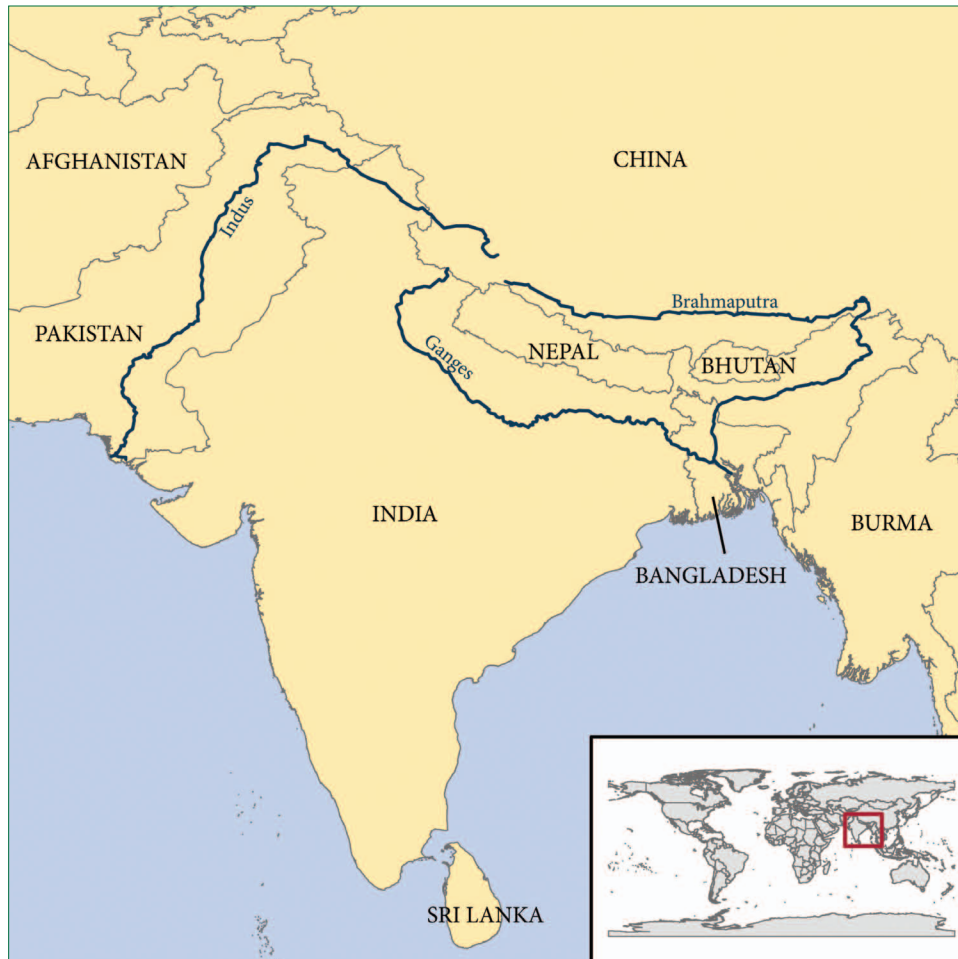 AFGHANISTAN
CHINA
Indus
Brahmaputra
PAKISTAN
NEPAL
BHUTAN
Ganges
INDIA
BURMA
BANGLADESH
SRI LANKA